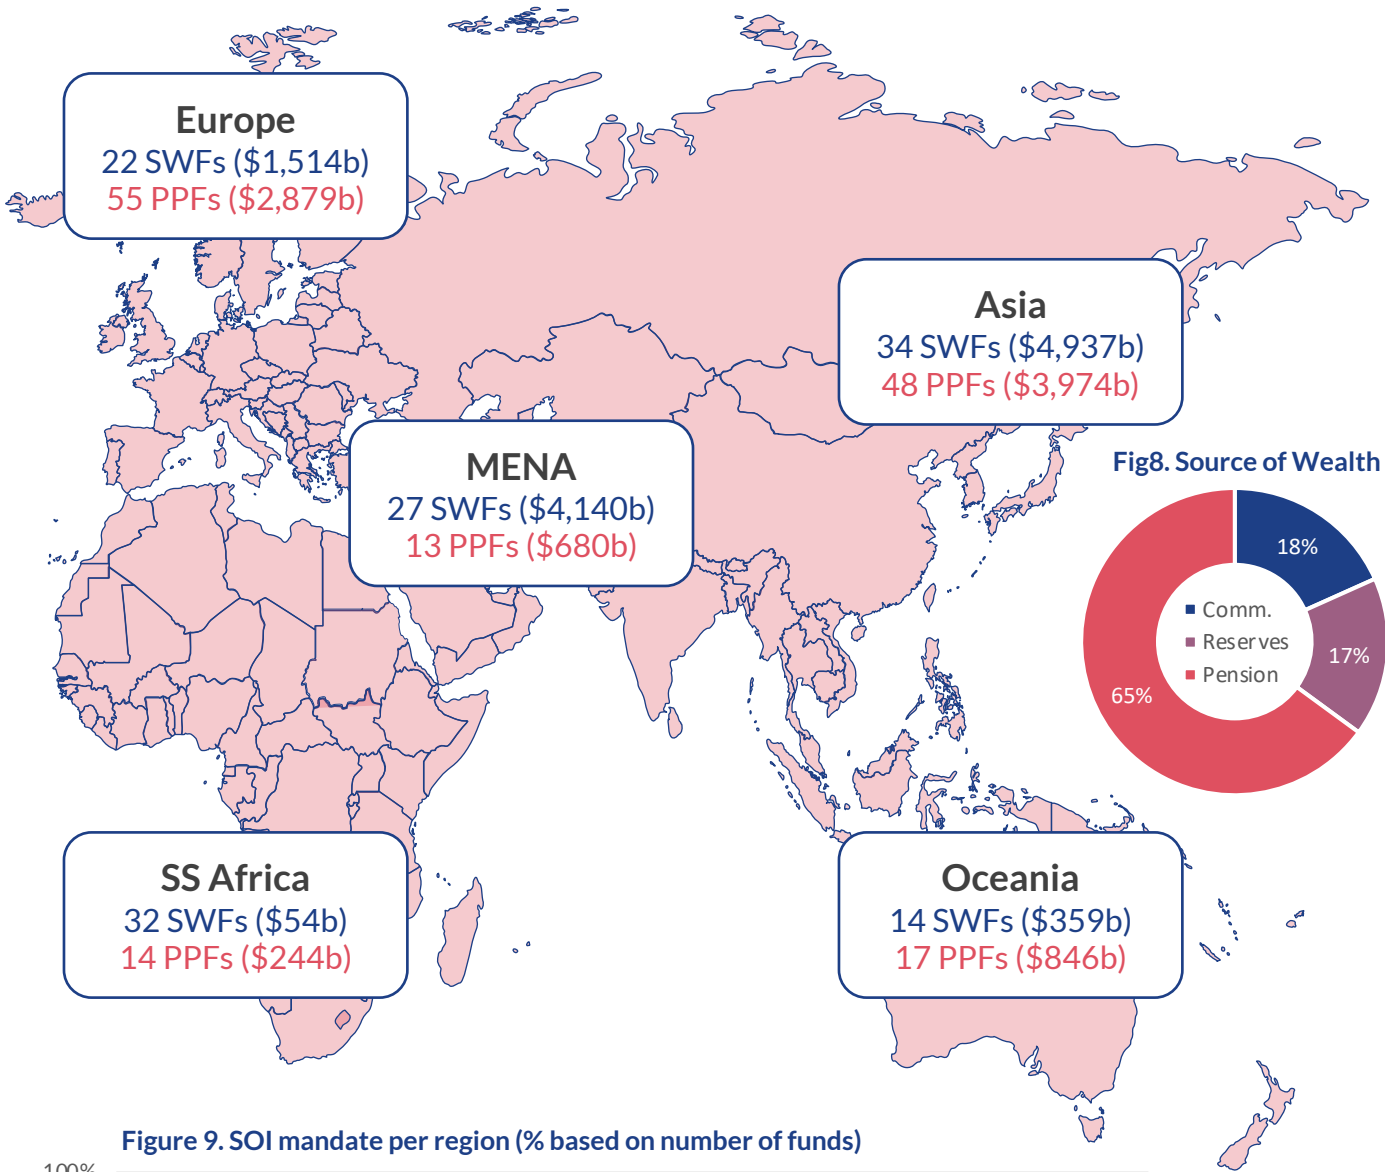 Europe
22 SWFs ($1,514b)
55 PPFs ($2,879b)
Asia
34 SWFs ($4,937b)
48 PPFs ($3,974b)
MENA
27 SWFs ($4,140b)
13 PPFs ($680b)
Fig8. Source of Wealth
18%
Comm.
Reserves
Pension
17%
65%
SS Africa
32 SWFs ($54b)
14 PPFs ($244b)
Oceania
14 SWFs ($359b)
17 PPFs ($846b)
Figure 9. SOI mandate per region (% based on number of funds)
100%